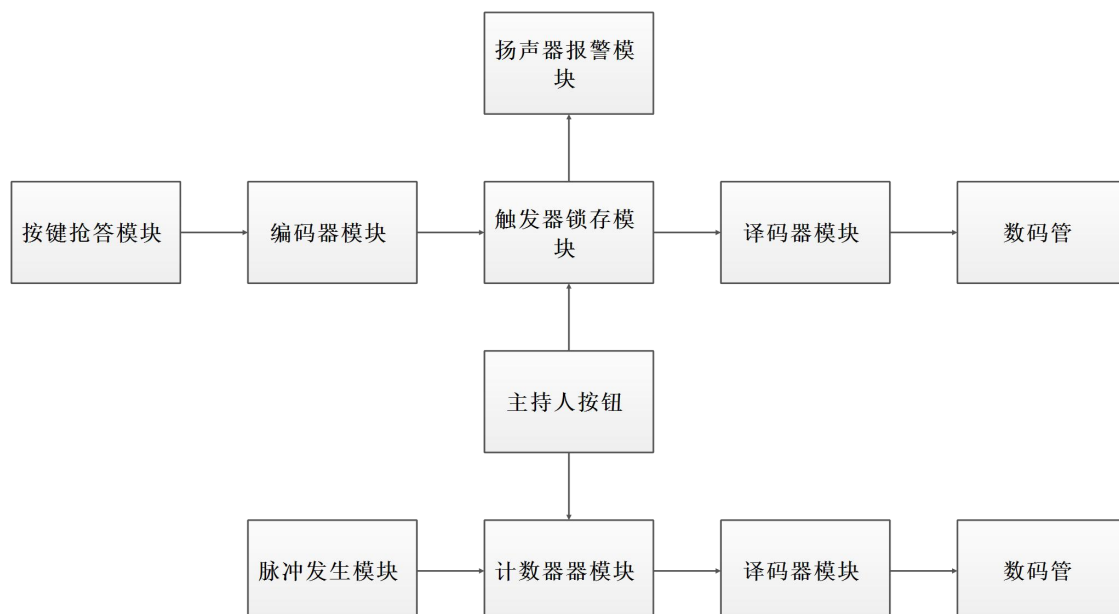 扬声器报警模
块
按键抢答模块
编码器模块
触发器锁存模
块
译码器模块
数码管
主持人按钮
脉冲发生模块
计数器器模块
译码器模块
数码管